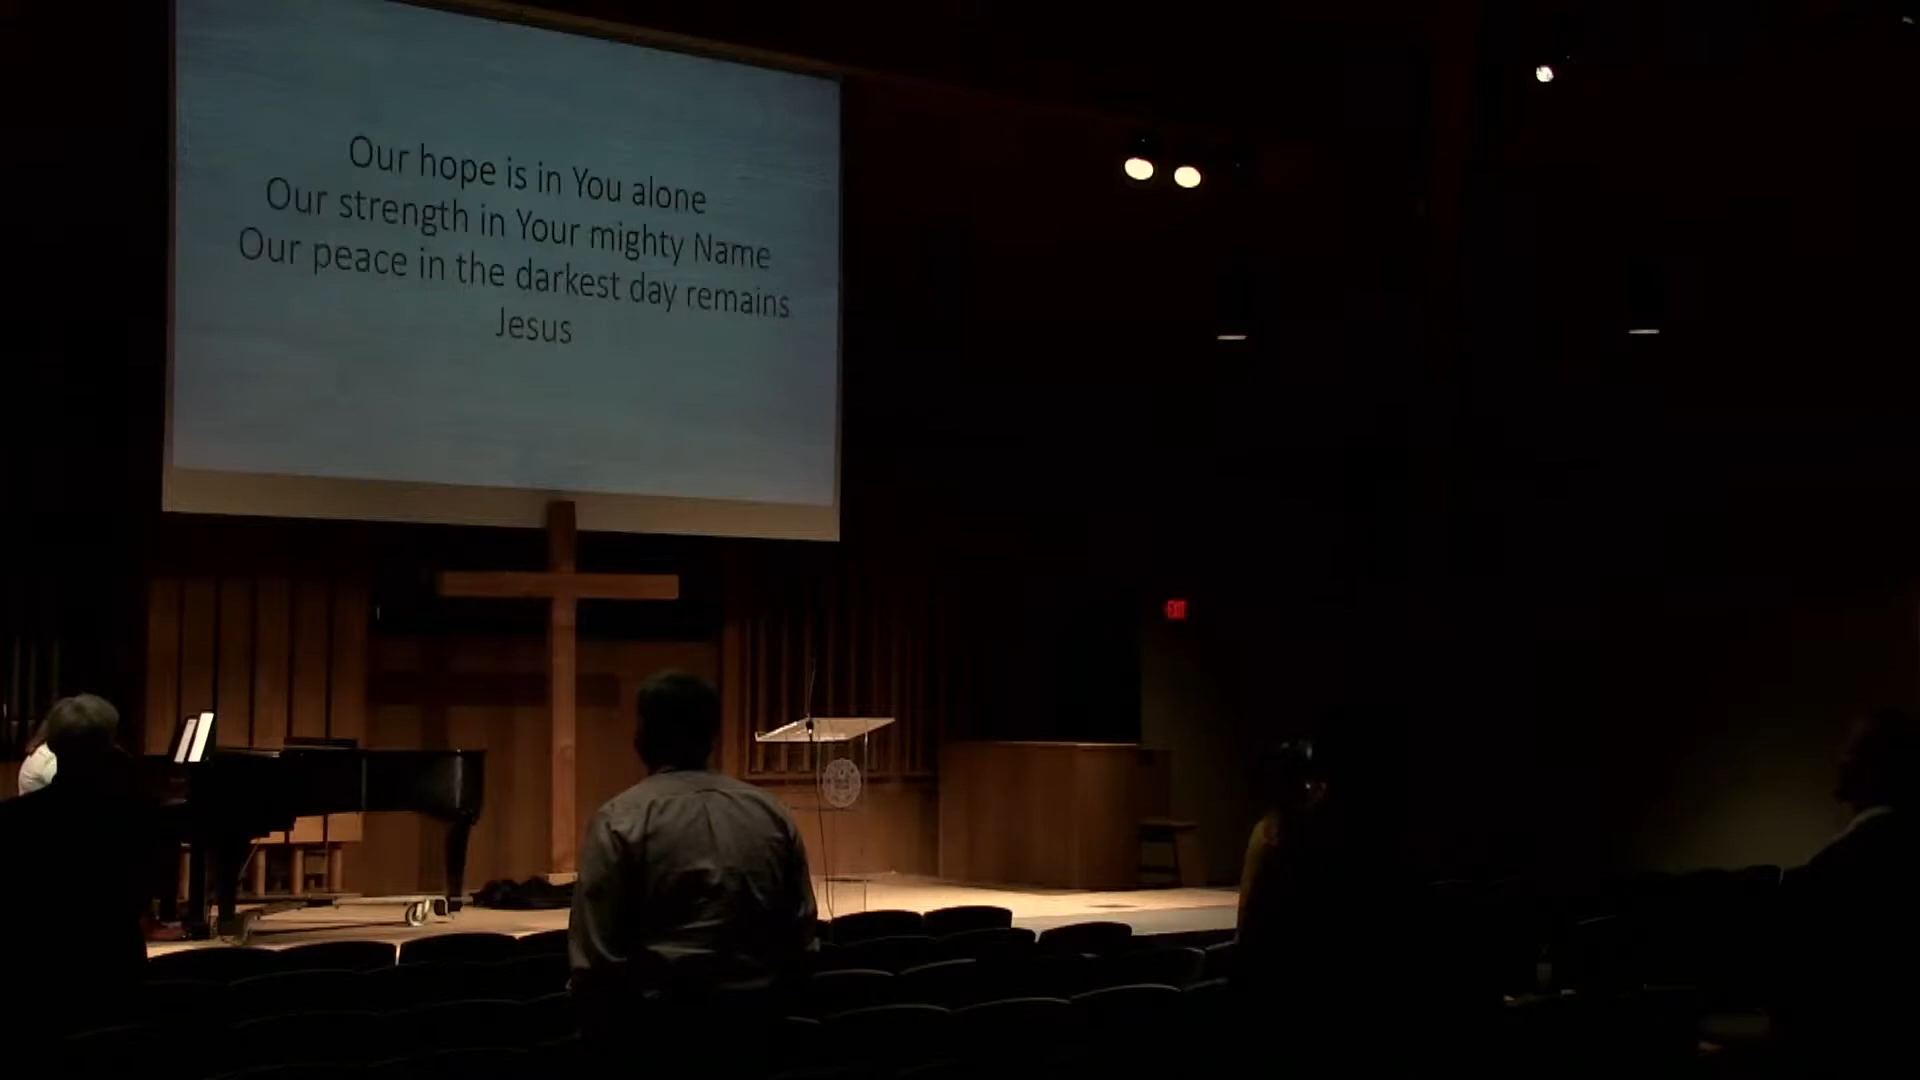 Our hope is in You alone
Our strength in Your mighty Name
Our peace in the darkest day remains
Jesus
EXIT